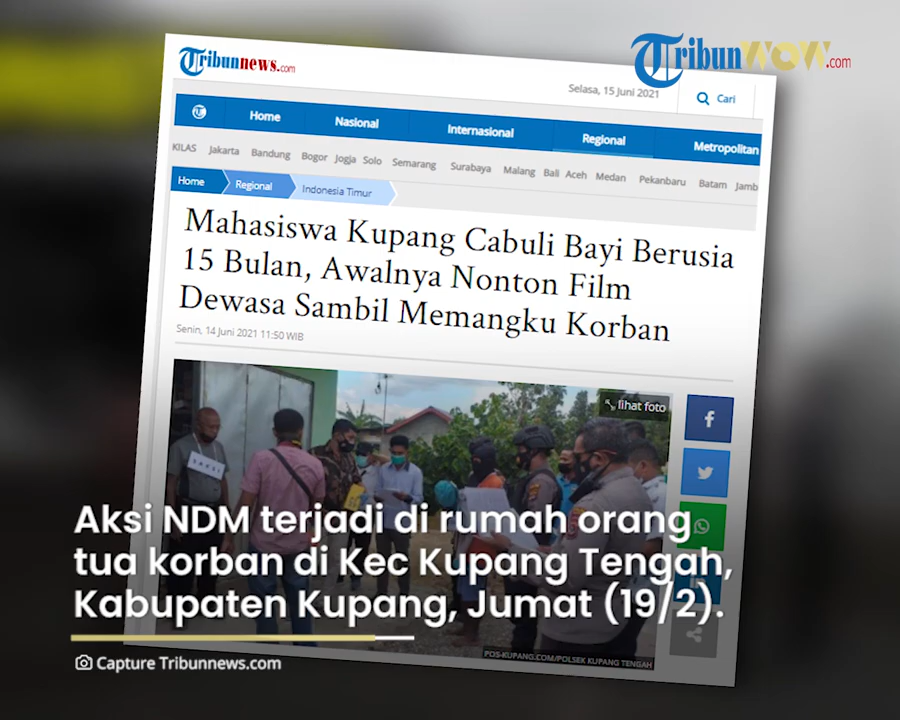 Tribunnews.com
TribunWOW.com
Selasa, 15 Juni 2021
Cari
Home Nasional Internasional Regional Metropolitan
KILAS Jakarta Bandung Bogor Jogja Solo Semarang Surabaya Malang Bali Aceh Medan Pekanbaru Batam Jamb
Home Regional Indonesia Timur
Mahasiswa Kupang Cabuli Bayi Berusia
15 Bulan, Awalnya Nonton Film
Dewasa Sambil Memangku Korban
Senin, 14 Juni 2021 11:50 WIB
lihat foto
SAKSI
Aksi NDM terjadi di rumah orang
tua korban di Kec Kupang Tengah,
Kabupaten Kupang, Jumat (19/2).
POS-KUPANG.COM/POLSEK KUPANG TENGAH
Capture Tribunnews.com